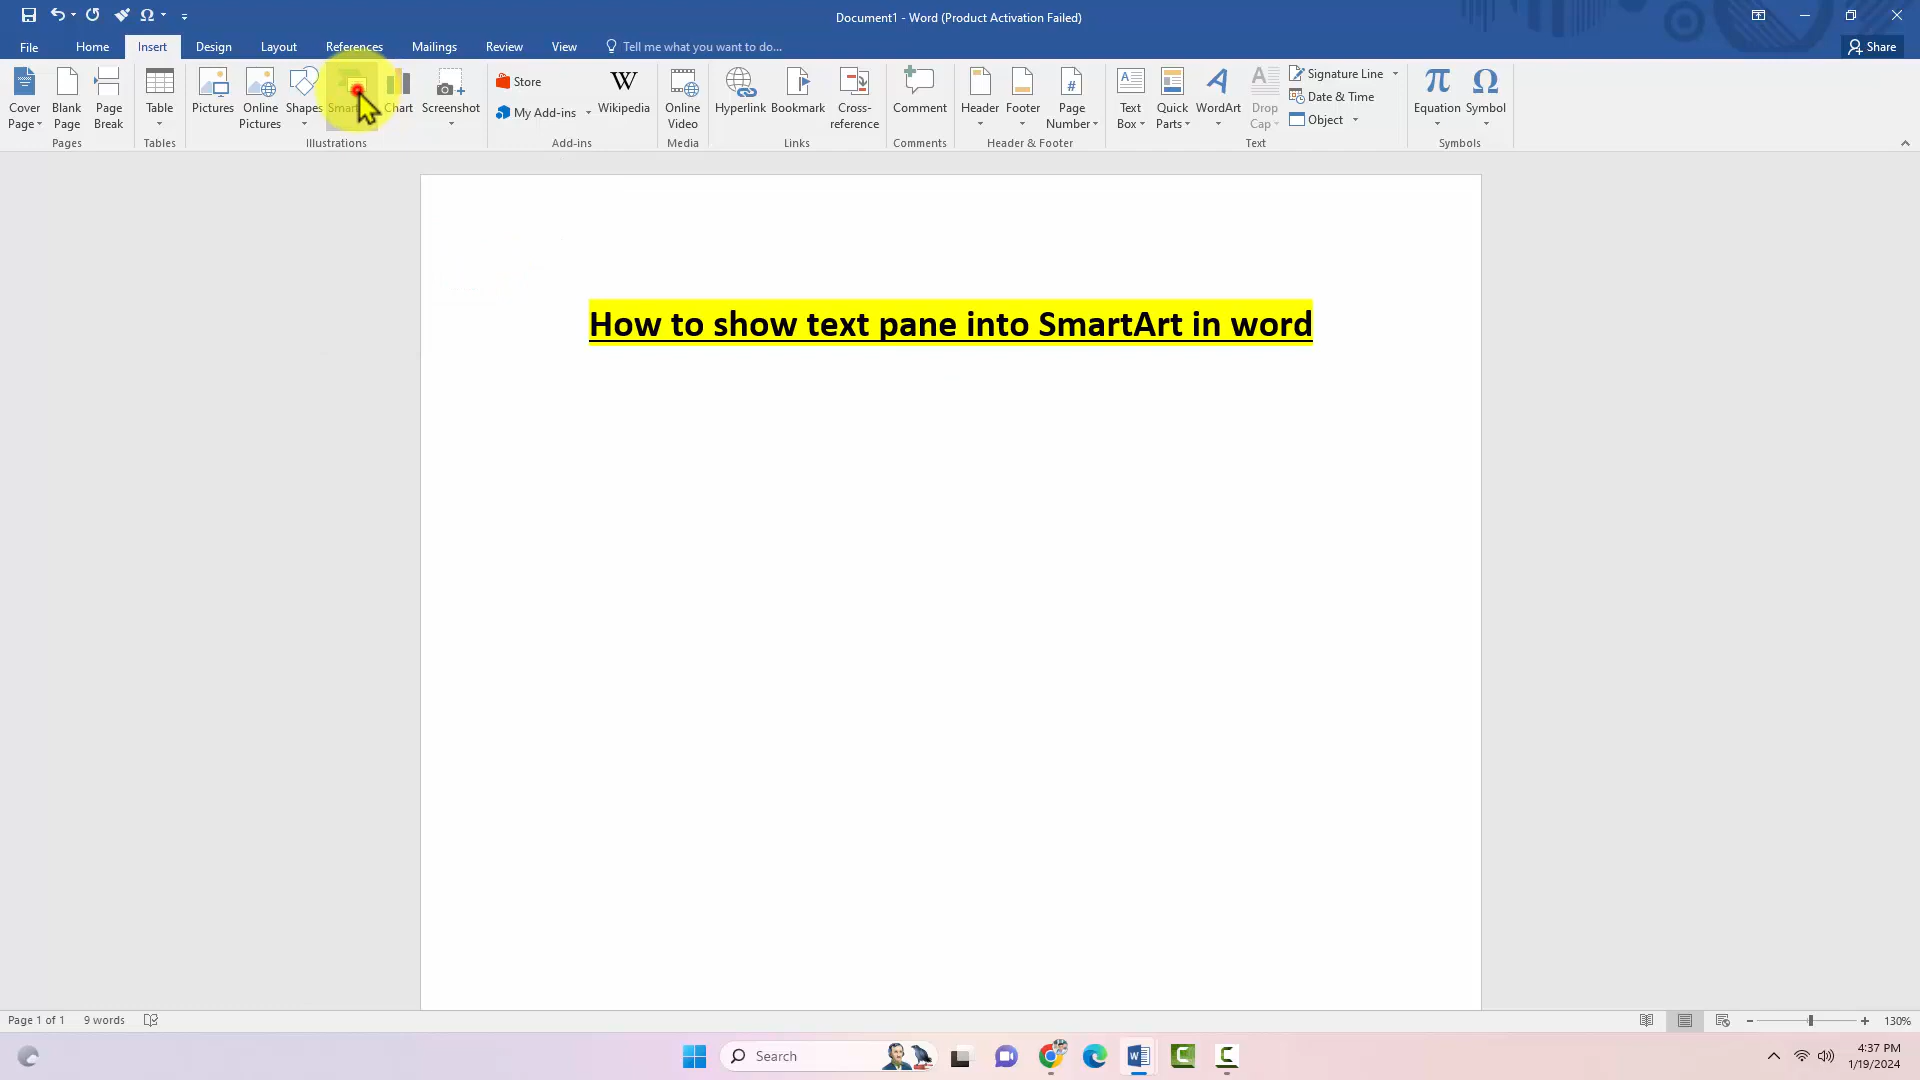 Document1 - Word (Product Activation Failed)
File Home Insert Design Layout References Mailings Review View Tell me what you want to do... Share
Cover Page
Blank Page
Page Break
Pages
Table
Tables
Pictures
Online Pictures
Shapes
Smar
Chart
Screenshot
Illustrations
Store
My Add-ins
W
Wikipedia
Add-ins
Online Video
Media
Hyperlink
Bookmark
Cross-reference
Links
Comment
Comments
Header
Footer
#
Page Number
Header & Footer
A
Text Box
Quick Parts
A
WordArt
A
Drop Cap
Signature Line
Date & Time
Object
Text
π
Equation
Ω
Symbol
Symbols
How to show text pane into SmartArt in word
Page 1 of 1 9 words 130%
Search
4:37 PM
1/19/2024